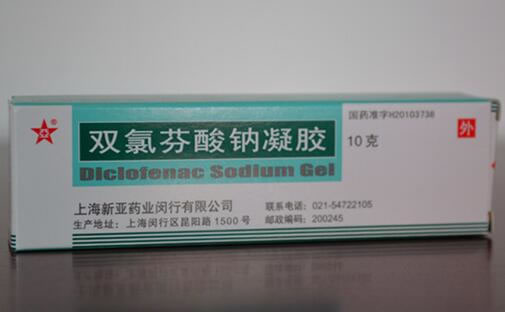 国药准字H20103738
外
10克
双氯芬酸钠凝胶
Diclofenac Sodium Gel
上海新亚药业闵行有限公司
联系电话：021-54722105
生产地址：上海闵行区昆阳路1500号
邮政编码：200245